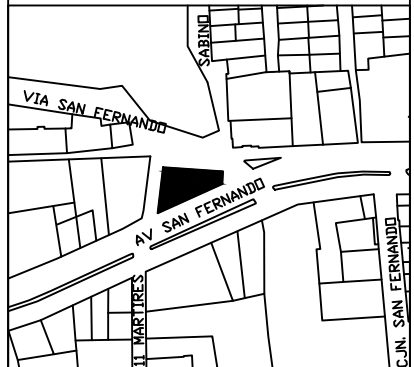 SABINO
VIA SAN FERNANDO
AV SAN FERNANDO
11 MARTIRES
CJN. SAN FERNANDO